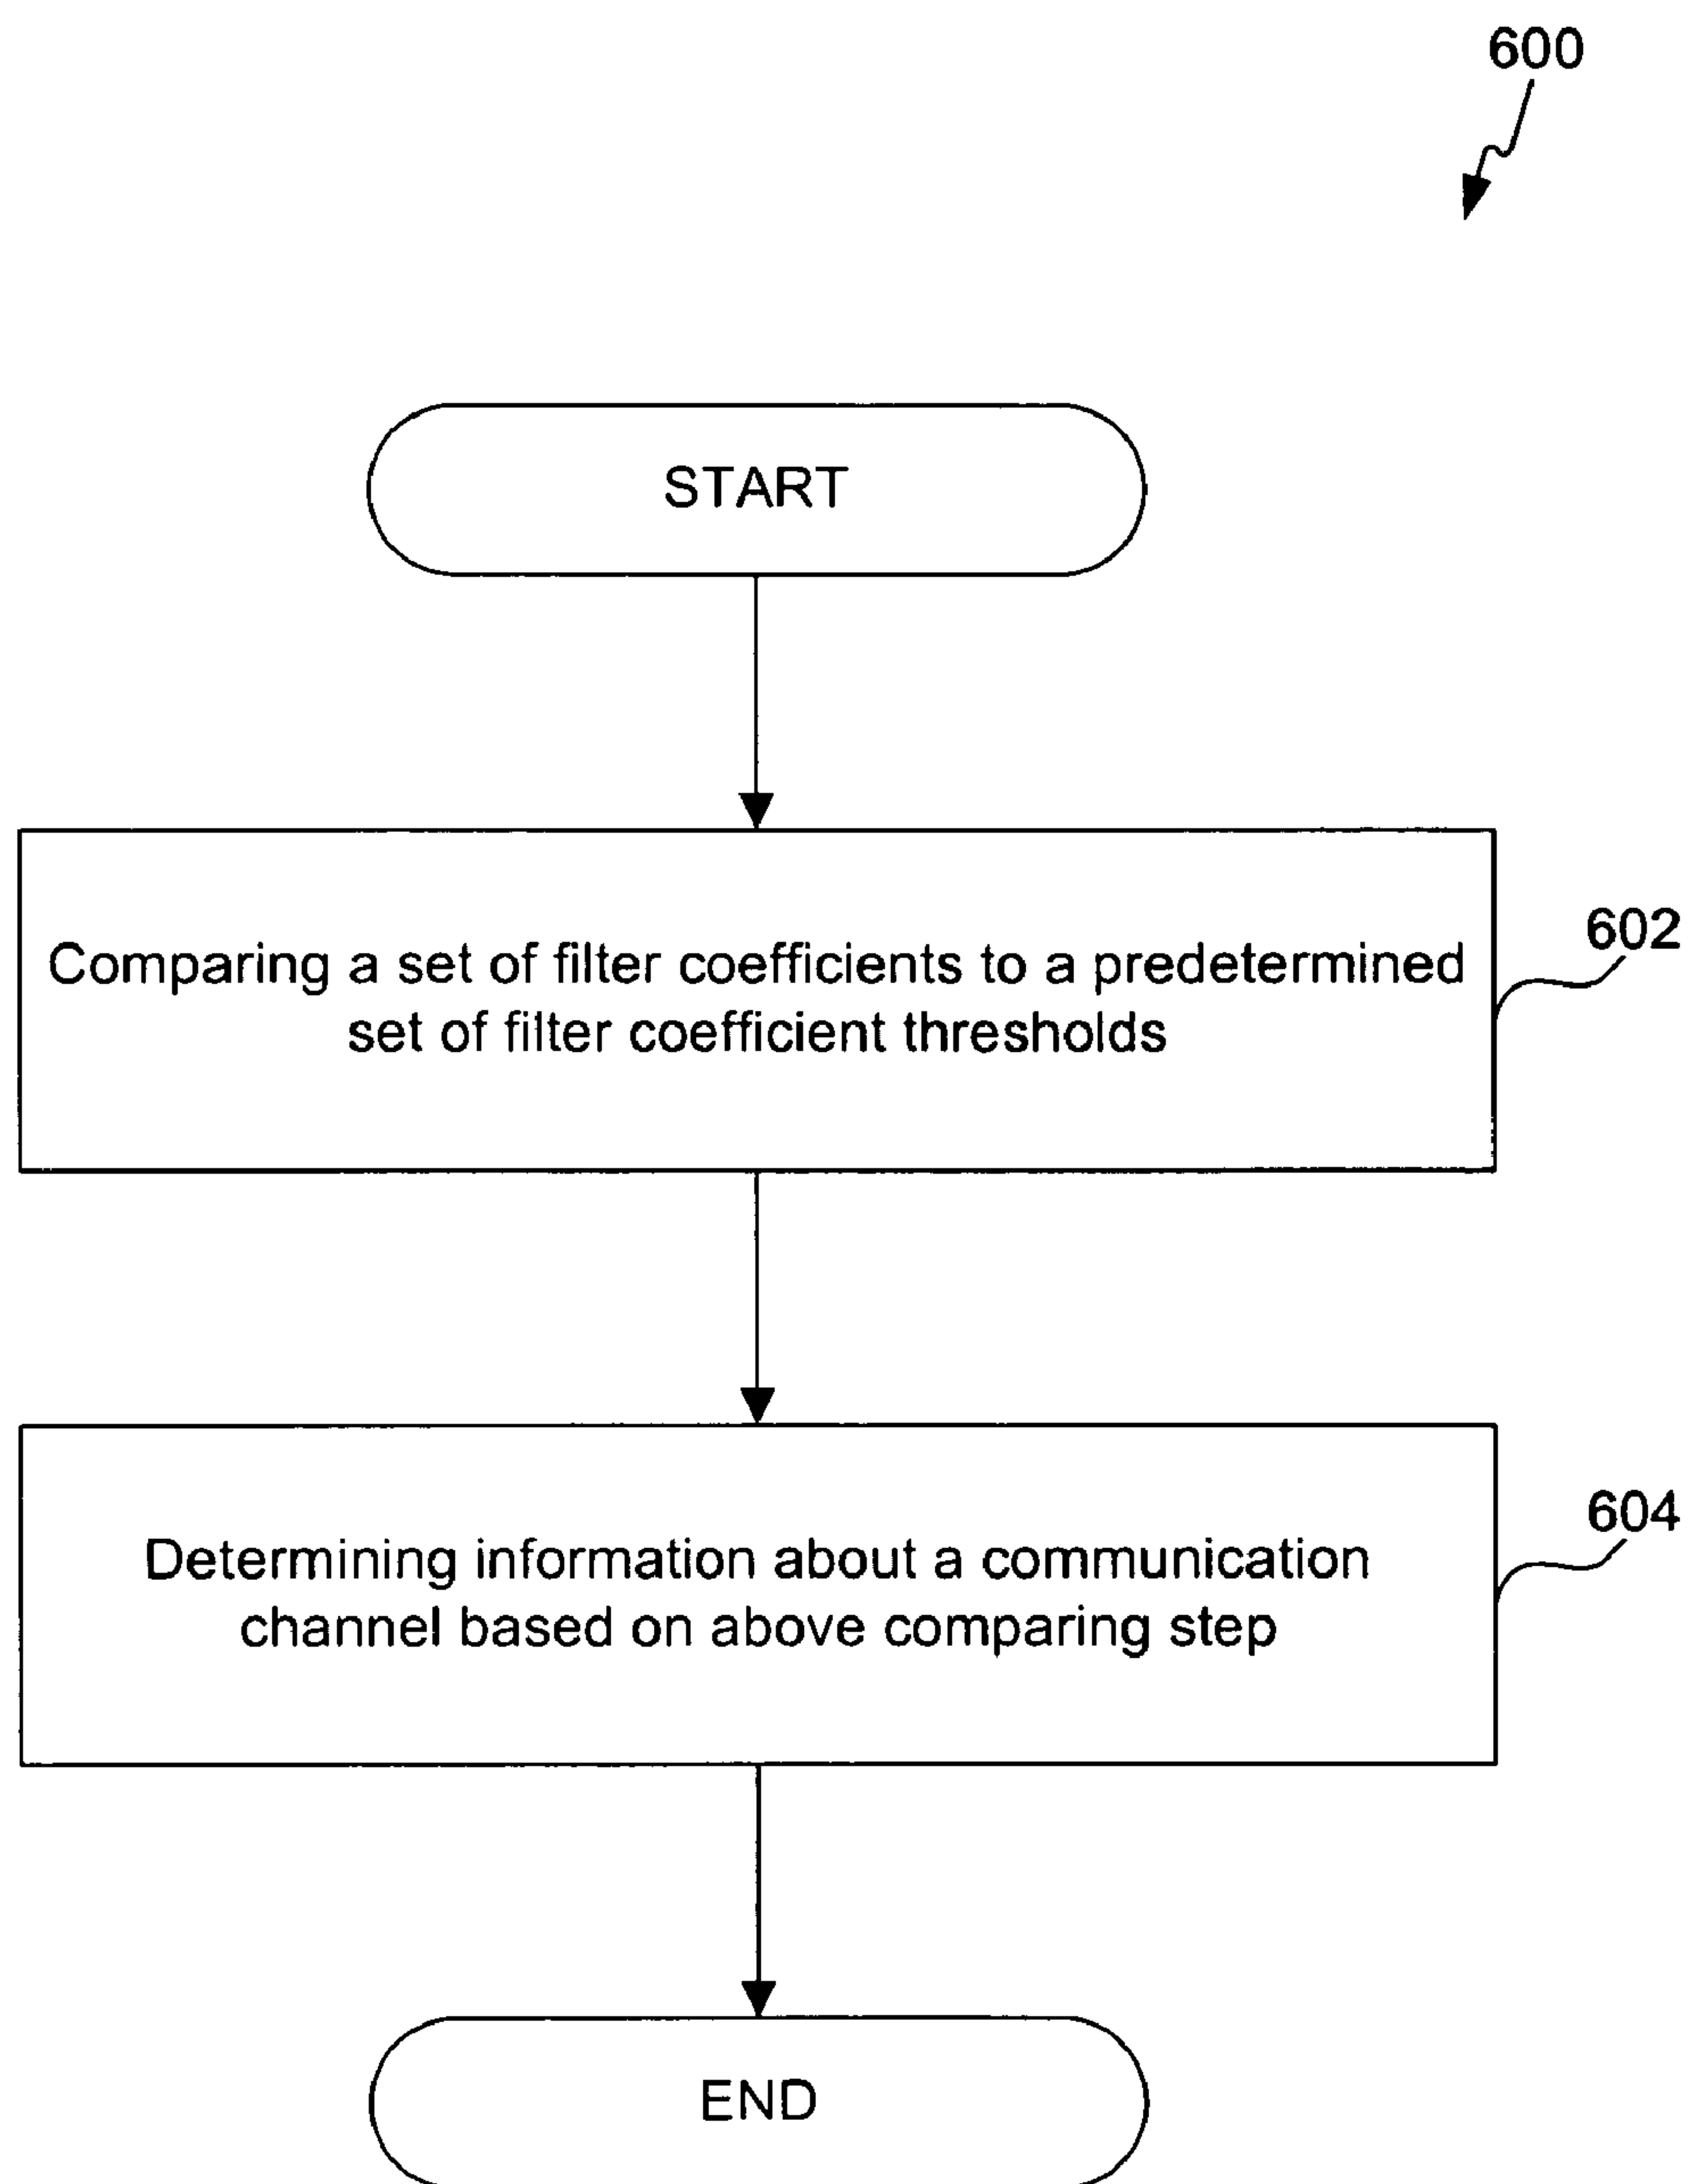 600
START
Comparing a set of filter coefficients to a predetermined
set of filter coefficient thresholds
602
Determining information about a communication
channel based on above comparing step
604
END